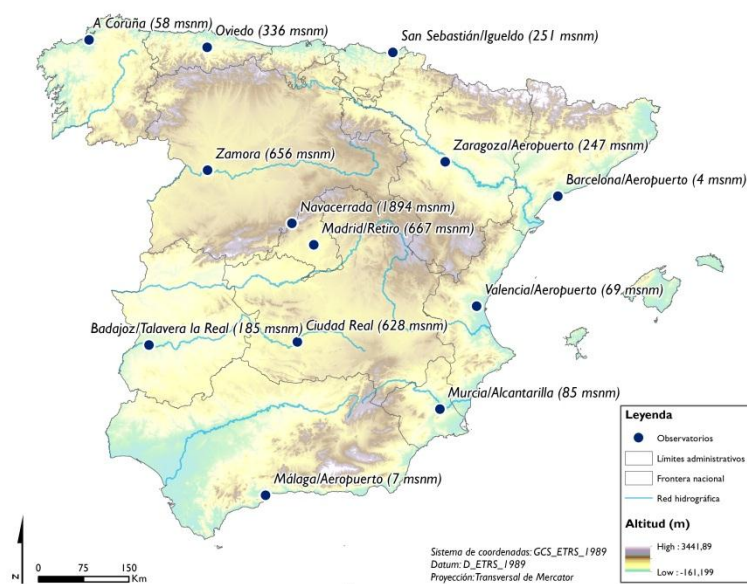 A Coruña (58 msnm)
Oviedo (336 msnm)
San Sebastián/Igueldo (251 msnm)
Zamora (656 msnm)
Zaragoza/Aeropuerto (247 msnm)
Barcelona/Aeropuerto (4 msnm)
Navacerrada (1894 msnm)
Madrid/Retiro (667 msnm)
Valencia/Aeropuerto (69 msnm)
Badajoz/Talavera la Real (185 msnm)
Ciudad Real (628 msnm)
Murcia/Alcantarilla (85 msnm)
Málaga/Aeropuerto (7 msnm)
Leyenda
Observatorios
Límites administrativos
Frontera nacional
Red hidrográfica
Altitud (m)
High : 3441,89
Low : -161,199
N
0 75 150
Km
Sistema de coordenadas: GCS_ETRS_1989
Datum: D_ETRS_1989
Proyección: Transversal de Mercator